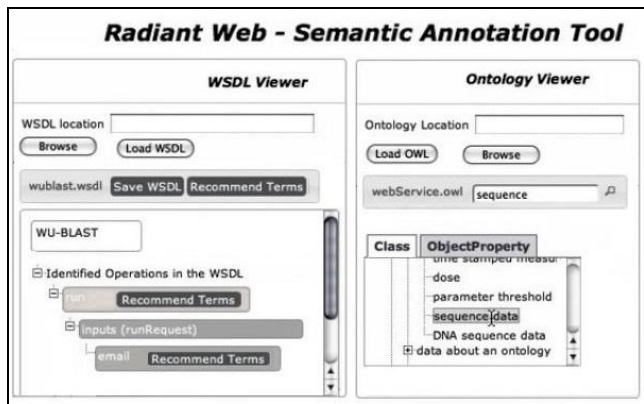 Radiant Web - Semantic Annotation Tool
WSDL Viewer
WSDL location
Browse
Load WSDL
wublast.wsdl Save WSDL Recommend Terms
WU-BLAST
Identified Operations in the WSDL
run Recommend Terms
inputs (runRequest)
email Recommend Terms
Ontology Viewer
Ontology Location
Load OWL
Browse
webService.owl sequence
Class ObjectProperty
time stamped measu
dose
parameter threshold
sequence data
DNA sequence data
data about an ontology